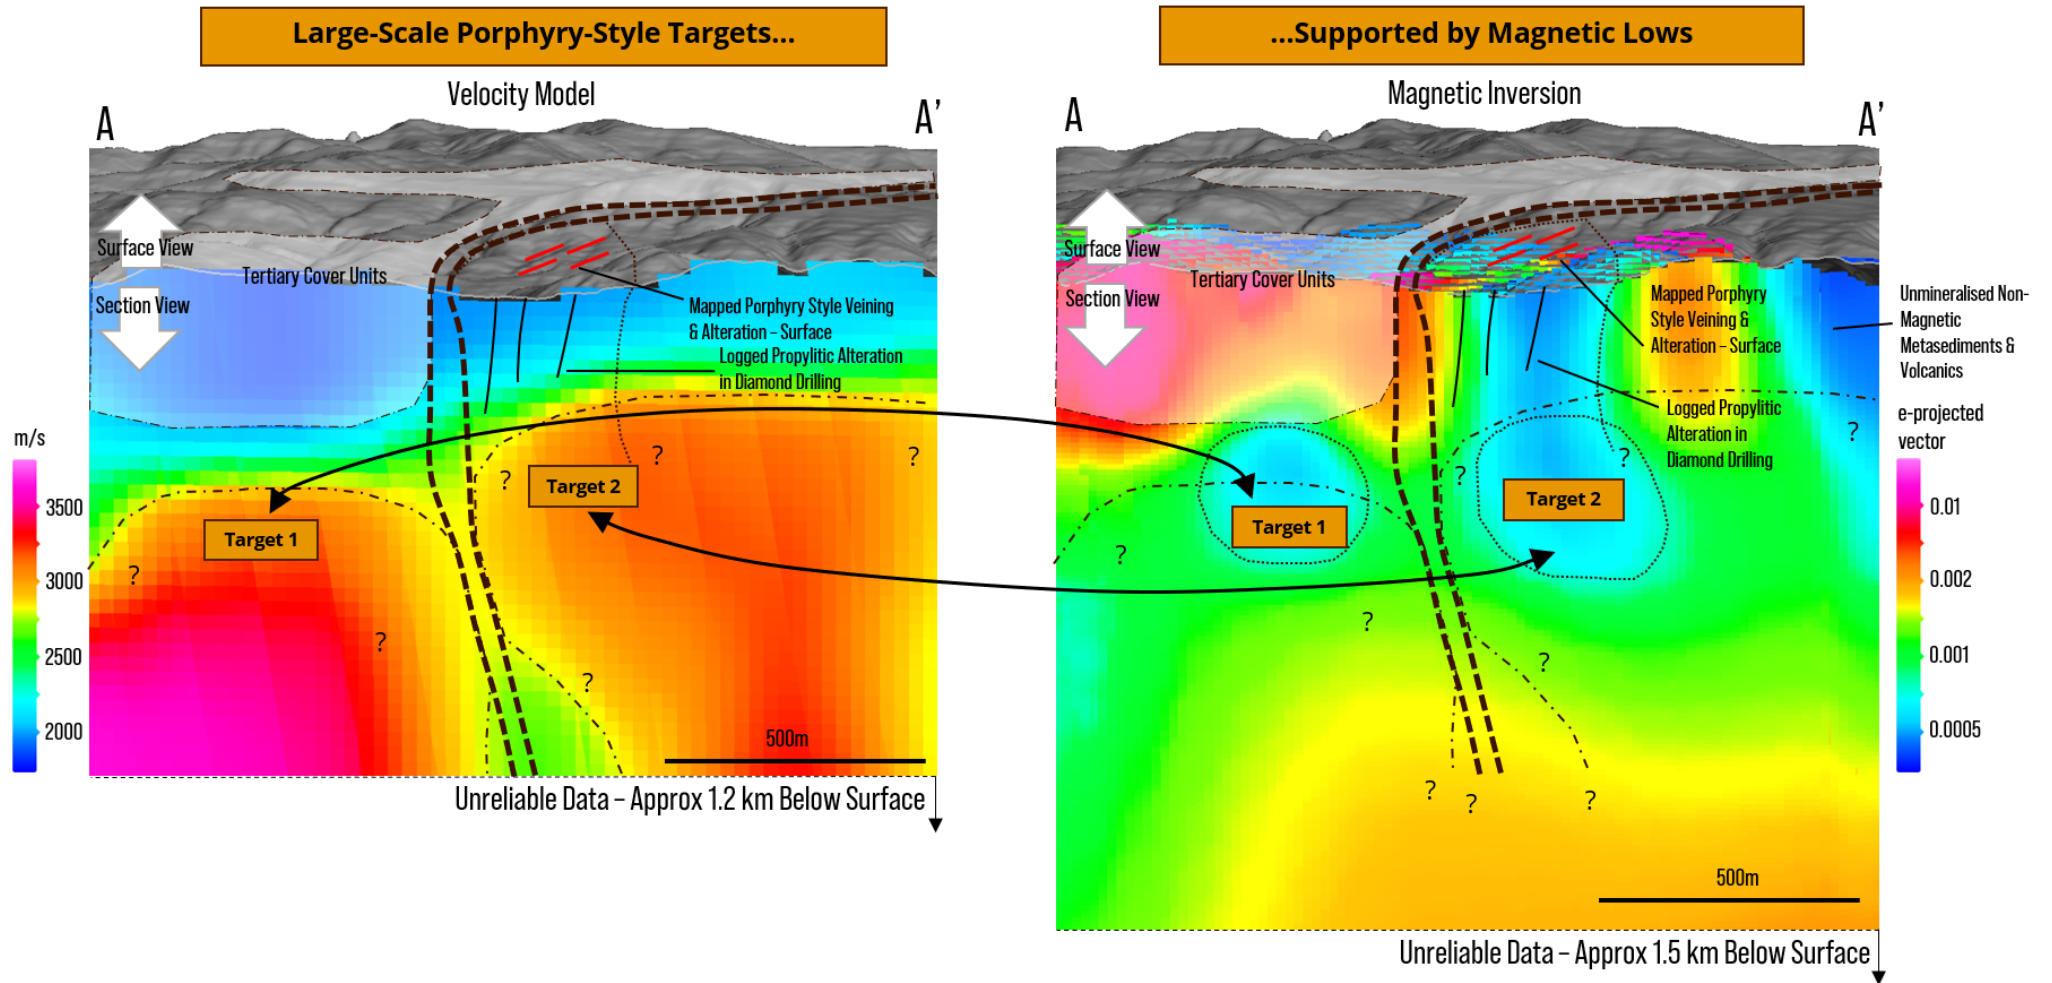 Large-Scale Porphyry-Style Targets...
Velocity Model
A
A'
Surface View
Section View
Tertiary Cover Units
Mapped Porphyry Style Veining
& Alteration – Surface
Logged Propylitic Alteration
in Diamond Drilling
m/s
3500
3000
2500
2000
Target 1
Target 2
?
?
?
?
?
?
500m
Unreliable Data – Approx 1.2 km Below Surface
...Supported by Magnetic Lows
Magnetic Inversion
A
A'
Surface View
Section View
Tertiary Cover Units
Mapped Porphyry
Style Veining &
Alteration – Surface
Logged Propylitic
Alteration in
Diamond Drilling
Unmineralised Non-
Magnetic
Metasediments &
Volcanics
e-projected
vector
0.01
0.002
0.001
0.0005
Target 1
Target 2
?
?
?
?
?
?
?
?
?
500m
Unreliable Data – Approx 1.5 km Below Surface